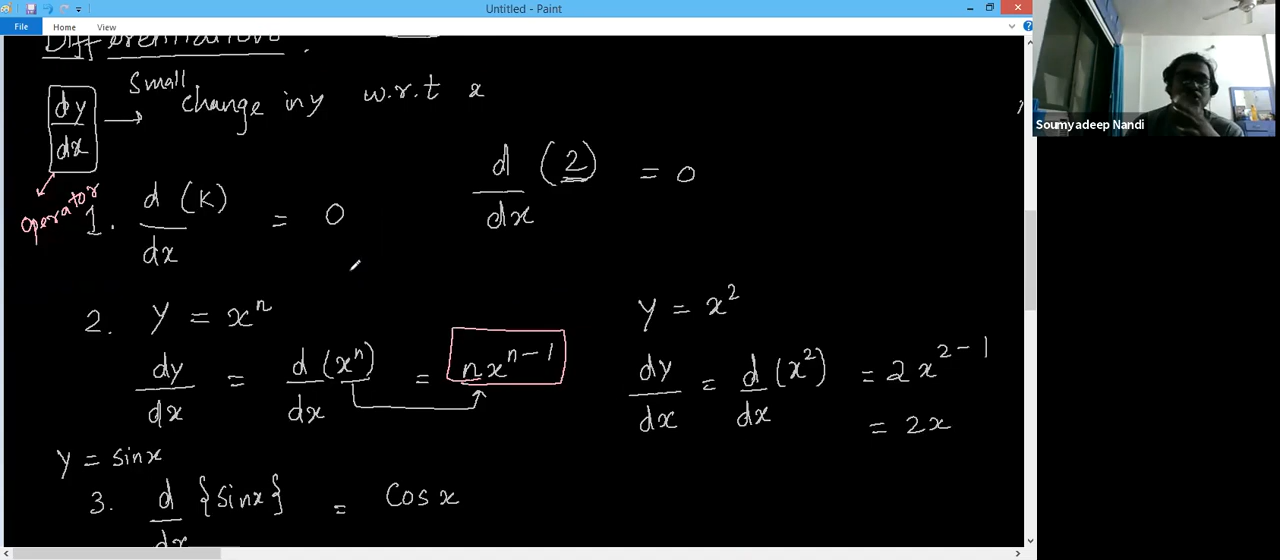 Untitled - Paint
File Home View
Differentiation :
dy/dx → Small change in y w.r.t x
operator
1. d/dx (K) = 0
d/dx (2) = 0
2. y = x^n
dy/dx = d/dx (x^n) = nx^(n-1)
y = x^2
dy/dx = d/dx (x^2) = 2x^(2-1)
= 2x
y = sinx
3. d/dx {sinx} = Cos x
Soumyadeep Nandi